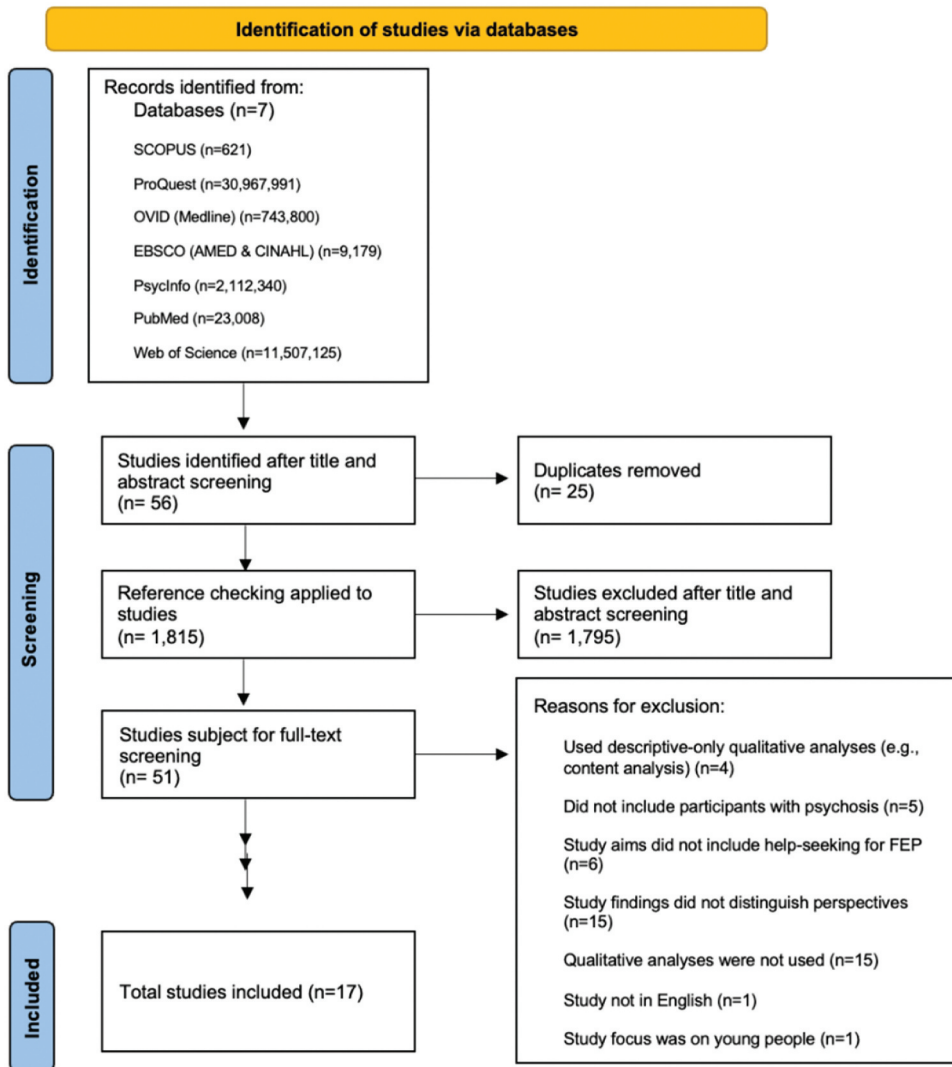 Identification of studies via databases
Identification
Records identified from:
Databases (n=7)
SCOPUS (n=621)
ProQuest (n=30,967,991)
OVID (Medline) (n=743,800)
EBSCO (AMED & CINAHL) (n=9,179)
PsycInfo (n=2,112,340)
PubMed (n=23,008)
Web of Science (n=11,507,125)
Screening
Studies identified after title and
abstract screening
(n= 56)
Duplicates removed
(n= 25)
Reference checking applied to
studies
(n= 1,815)
Studies excluded after title and
abstract screening
(n= 1,795)
Studies subject for full-text
screening
(n= 51)
Reasons for exclusion:
Used descriptive-only qualitative analyses (e.g.,
content analysis) (n=4)
Did not include participants with psychosis (n=5)
Study aims did not include help-seeking for FEP
(n=6)
Study findings did not distinguish perspectives
(n=15)
Qualitative analyses were not used (n=15)
Study not in English (n=1)
Study focus was on young people (n=1)
Included
Total studies included (n=17)